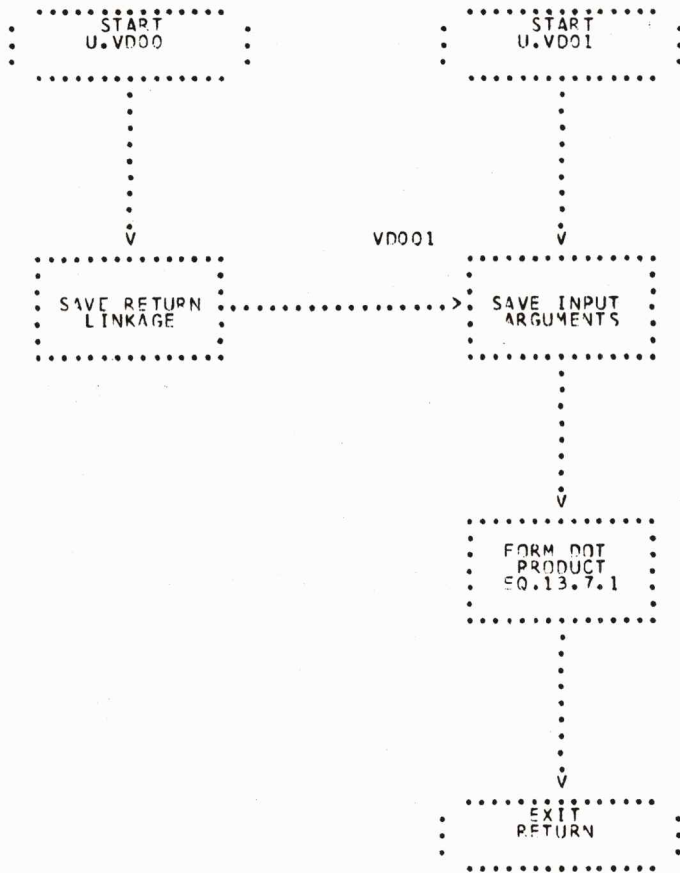 START
U.VD00
START
U.VD01
VD001
SAVE RETURN
LINKAGE
SAVE INPUT
ARGUMENTS
FORM DOT
PRODUCT
EQ.13.7.1
EXIT
RETURN